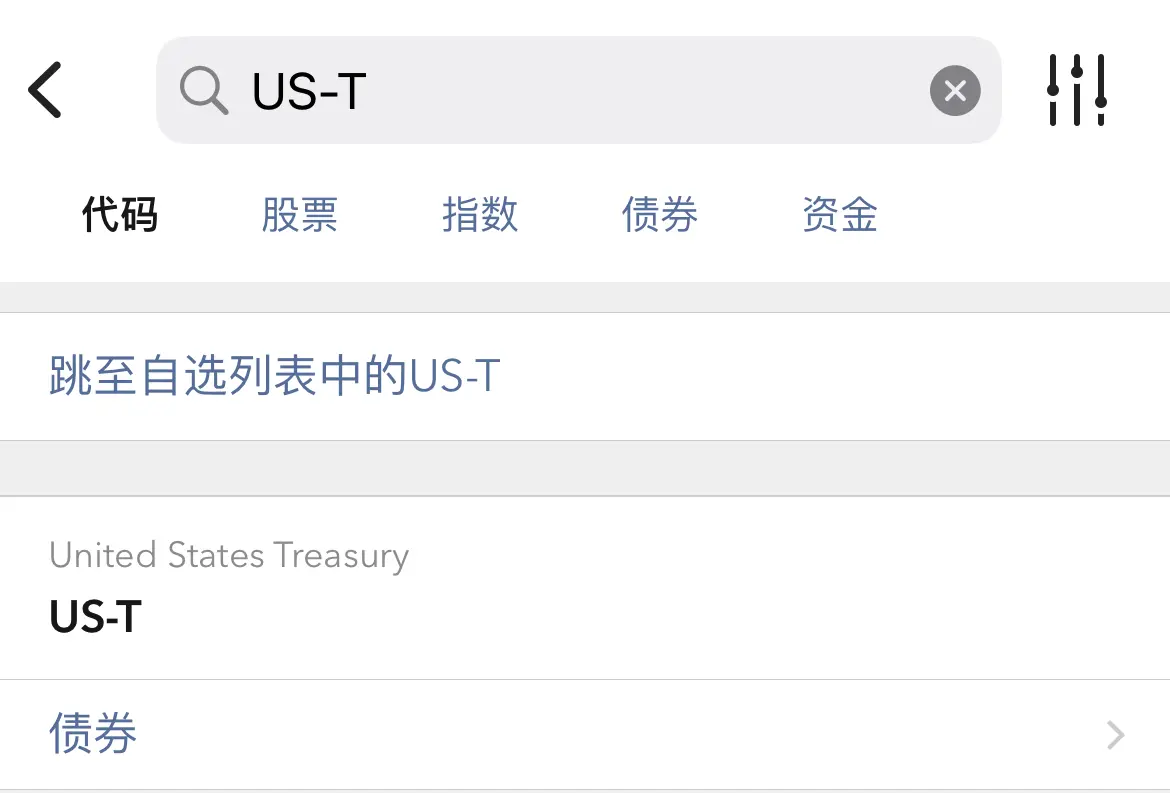 US-T
代码 股票 指数 债券 资金
跳至自选列表中的US-T
United States Treasury
US-T
债券